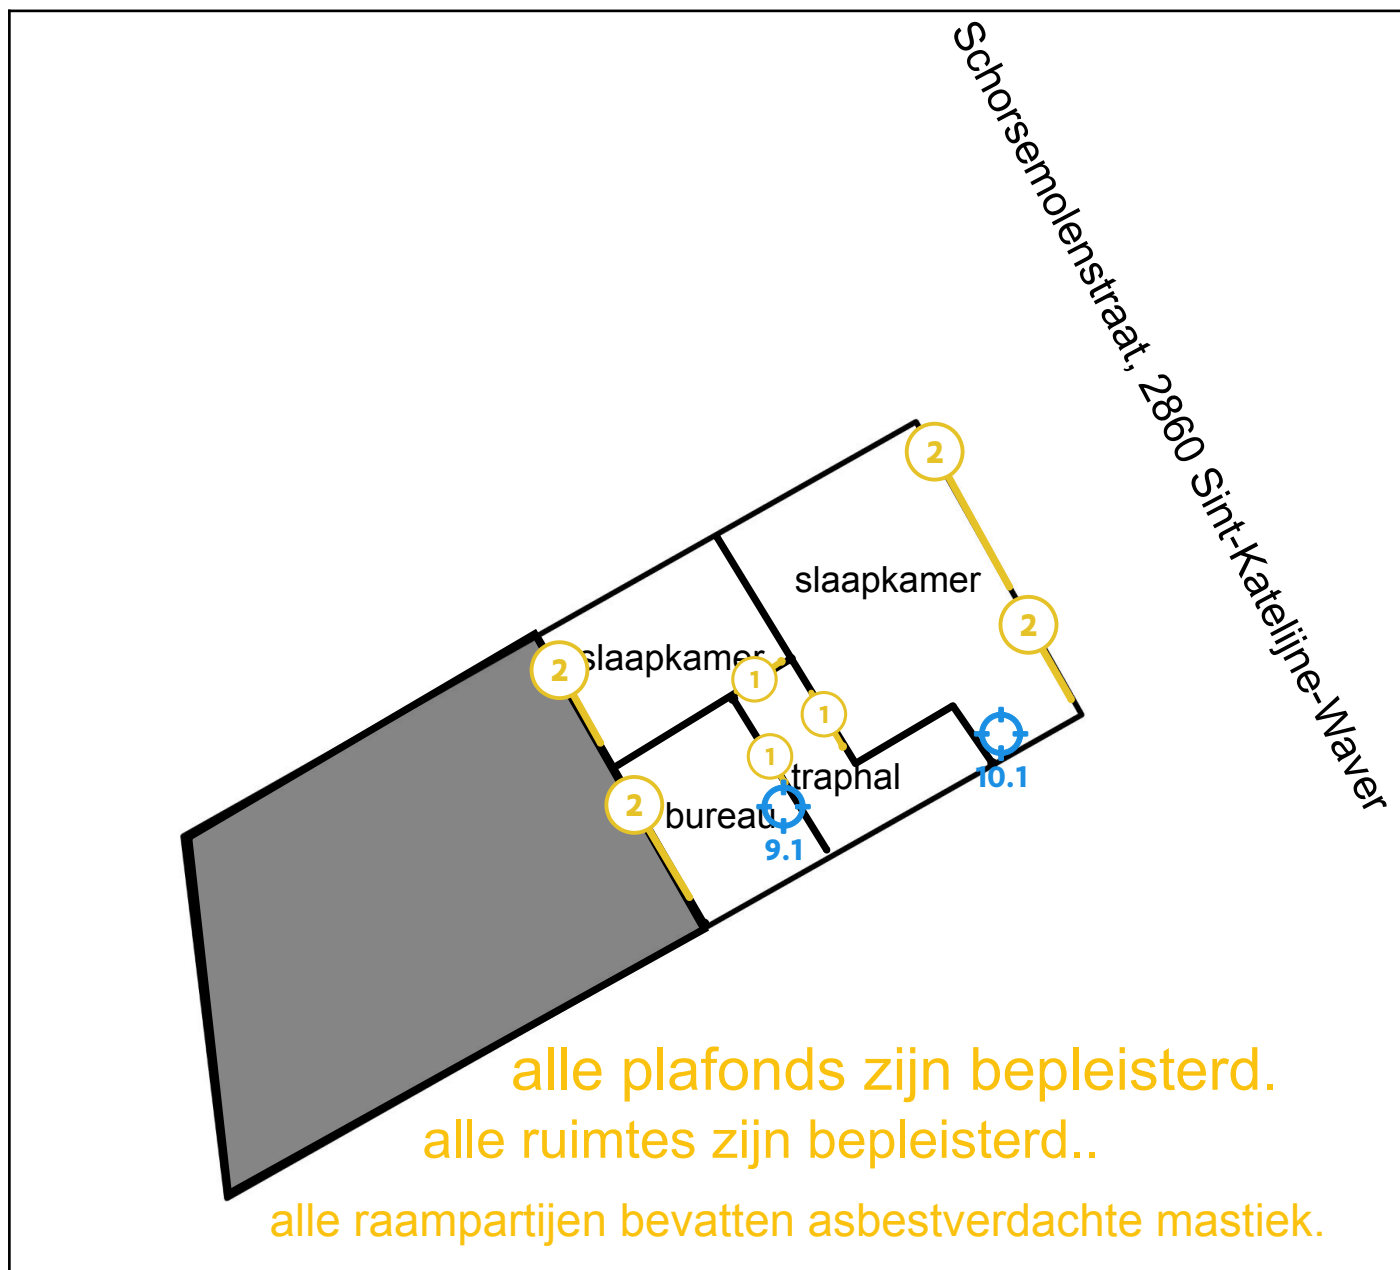 Schorsemolenstraat, 2860 Sint-Katelijne-Waver
2
slaapkamer
2
slaapkamer
2
1
1
1
traphal
10.1
2
bureau
9.1
alle plafonds zijn bepleisterd.
alle ruimtes zijn bepleisterd..
alle raampartijen bevatten asbestverdachte mastiek.